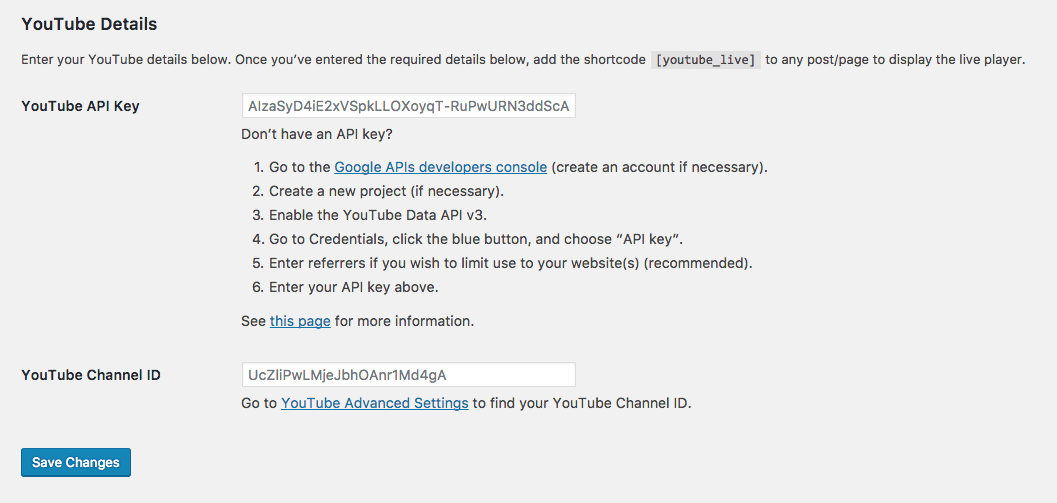 YouTube Details
Enter your YouTube details below. Once you’ve entered the required details below, add the shortcode [youtube_live] to any post/page to display the live player.
YouTube API Key
AIzaSyD4iE2xVSpkLLOXoyqT-RuPwURN3ddScA
Don’t have an API key?
1. Go to the Google APIs developers console (create an account if necessary).
2. Create a new project (if necessary).
3. Enable the YouTube Data API v3.
4. Go to Credentials, click the blue button, and choose “API key”.
5. Enter referrers if you wish to limit use to your website(s) (recommended).
6. Enter your API key above.
See this page for more information.
YouTube Channel ID
UcZliPwLMjeJbhOAnr1Md4gA
Go to YouTube Advanced Settings to find your YouTube Channel ID.
Save Changes